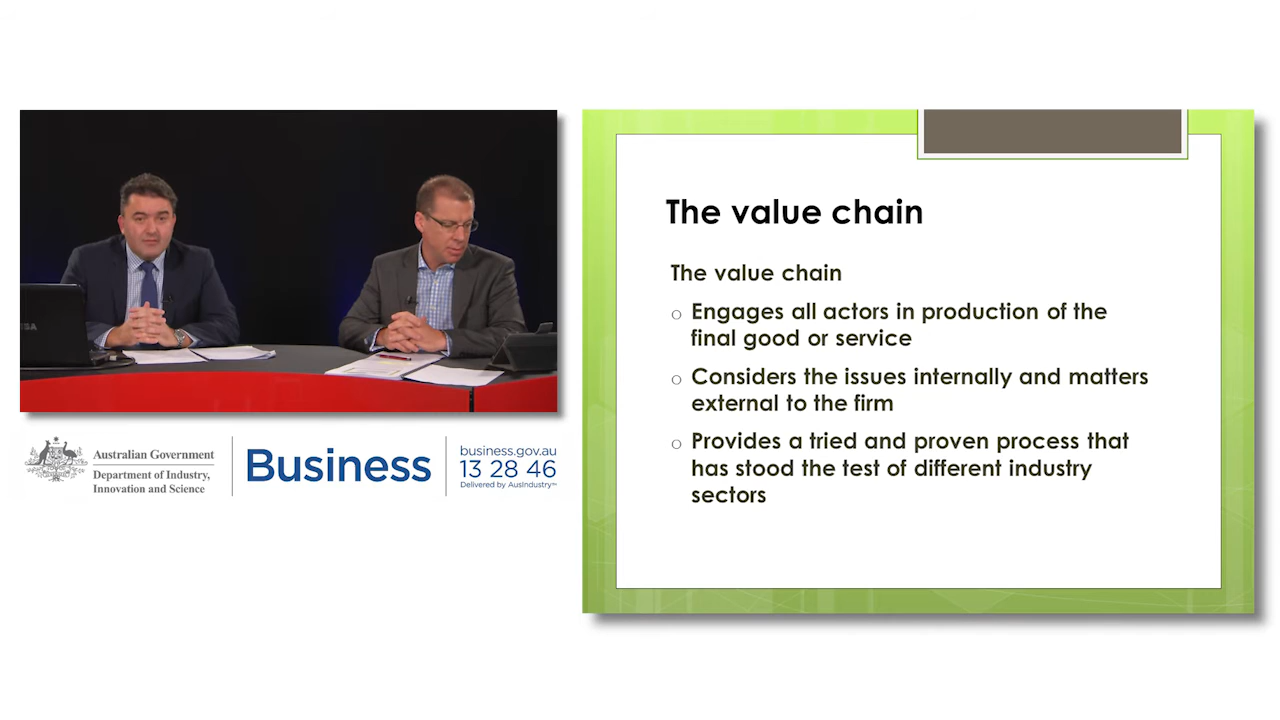 Australian Government
Department of Industry,
Innovation and Science
Business
business.gov.au
13 28 46
Delivered by AusIndustry™
The value chain
The value chain
Engages all actors in production of the
final good or service
Considers the issues internally and matters
external to the firm
Provides a tried and proven process that
has stood the test of different industry
sectors